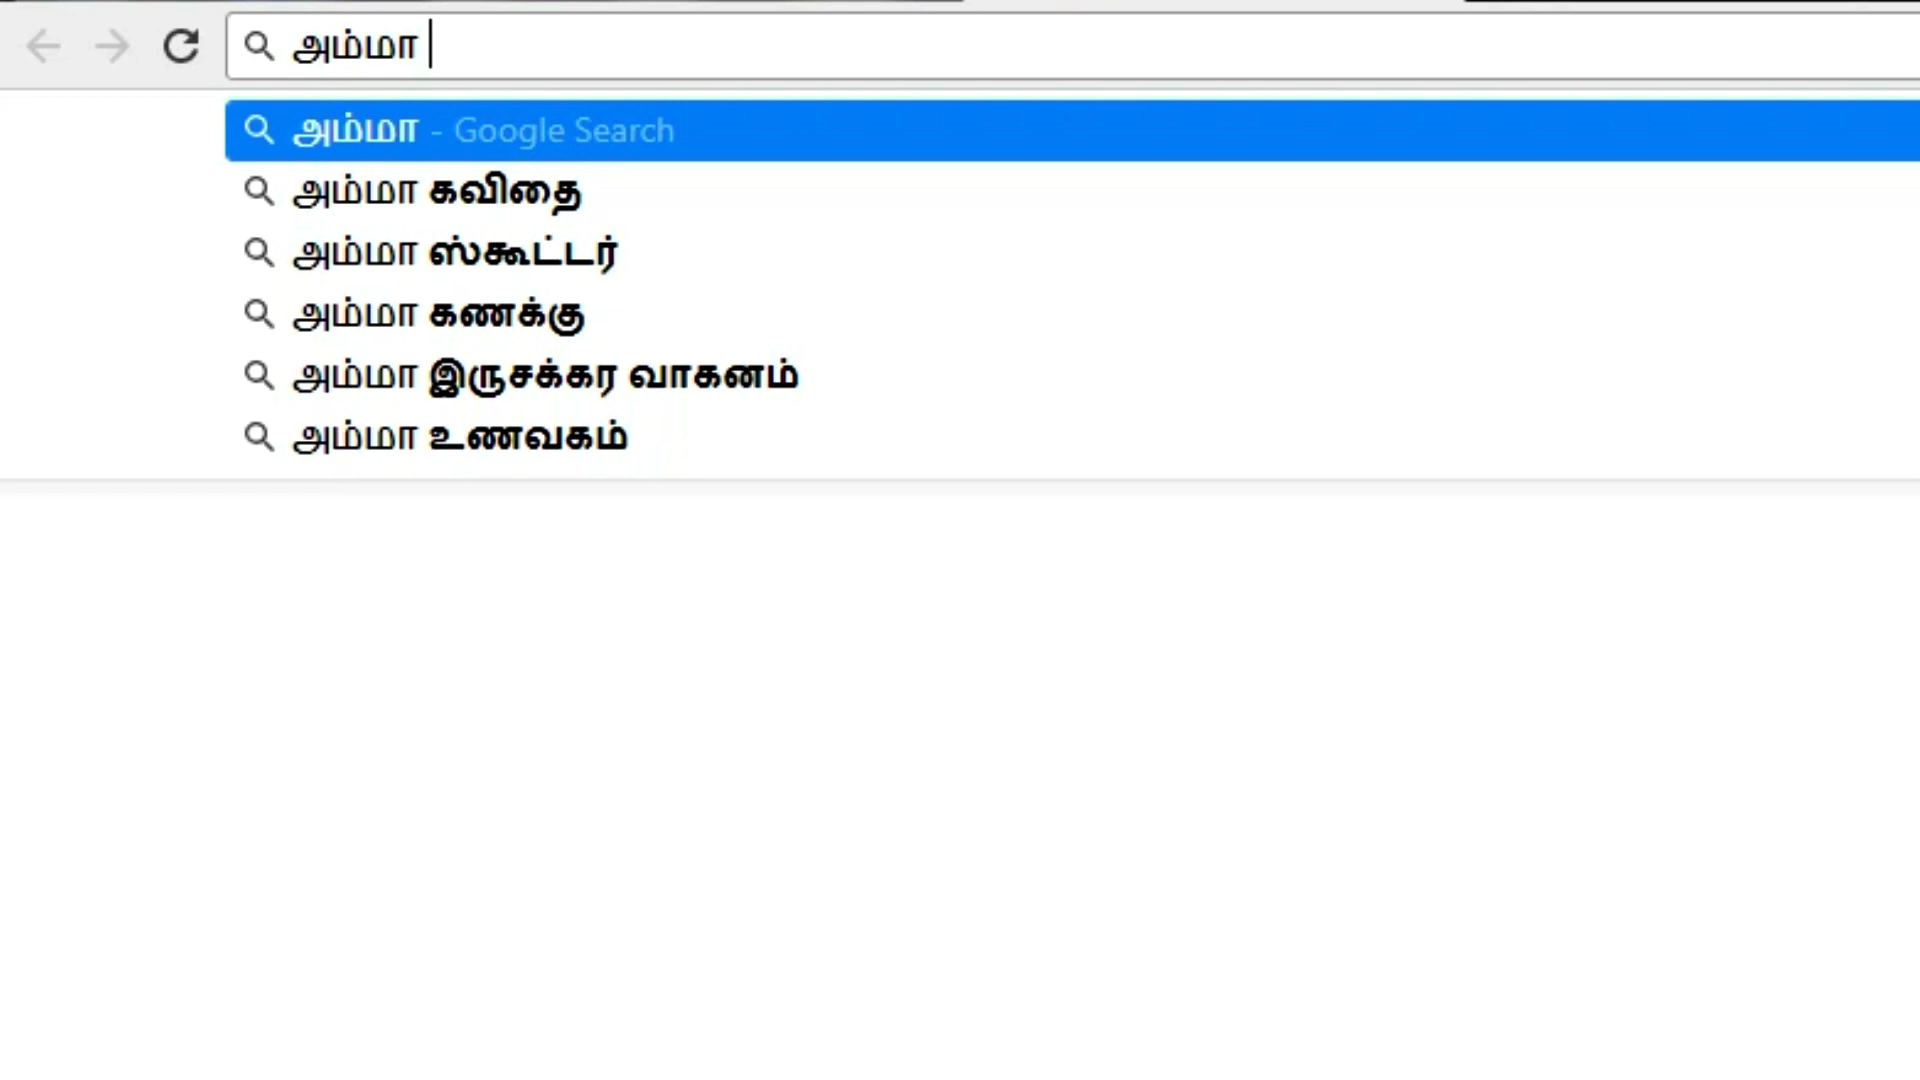 அம்மா
அம்மா - Google Search
அம்மா கவிதை
அம்மா ஸ்கூட்டர்
அம்மா கணக்கு
அம்மா இருசக்கர வாகனம்
அம்மா உணவகம்